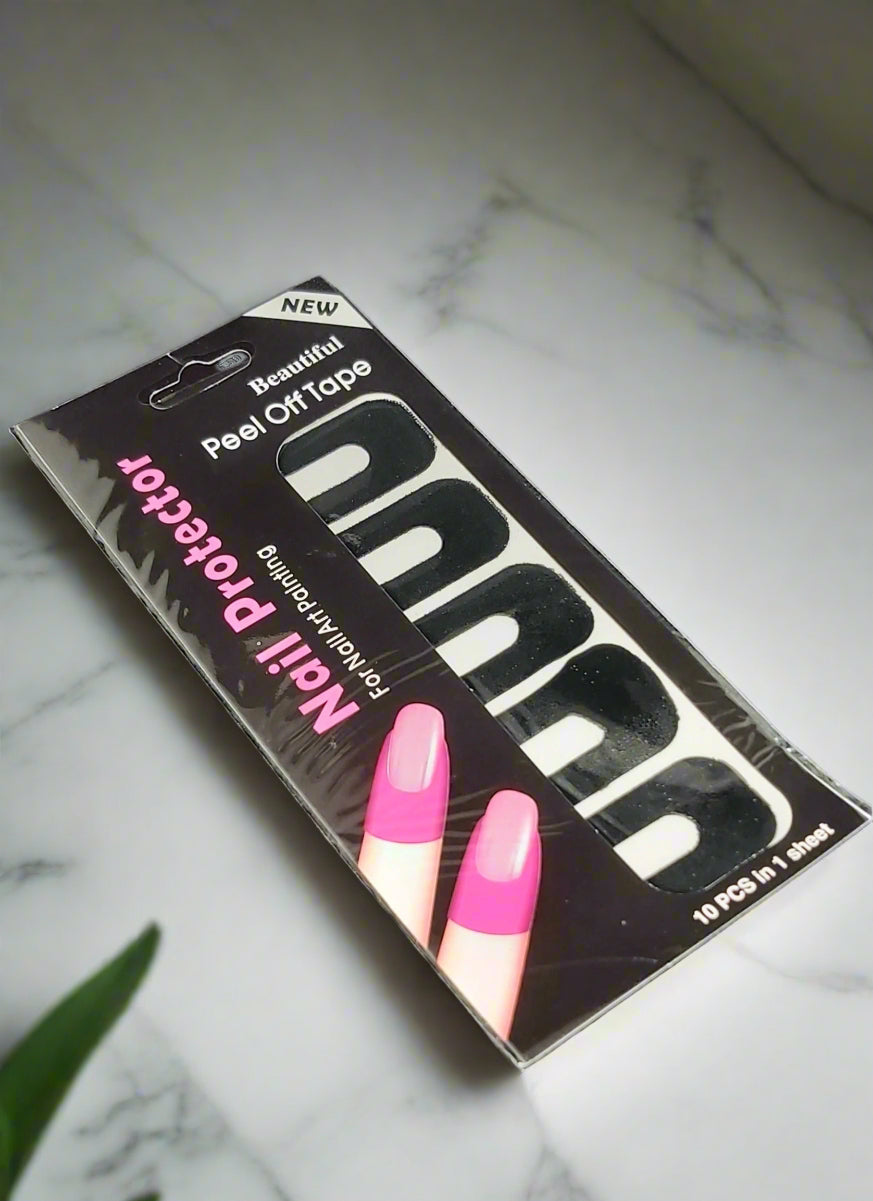 NEW
Beautiful
Peel Off Tape
Nail Protector
For Nail Art Painting
10 PCS in 1 sheet